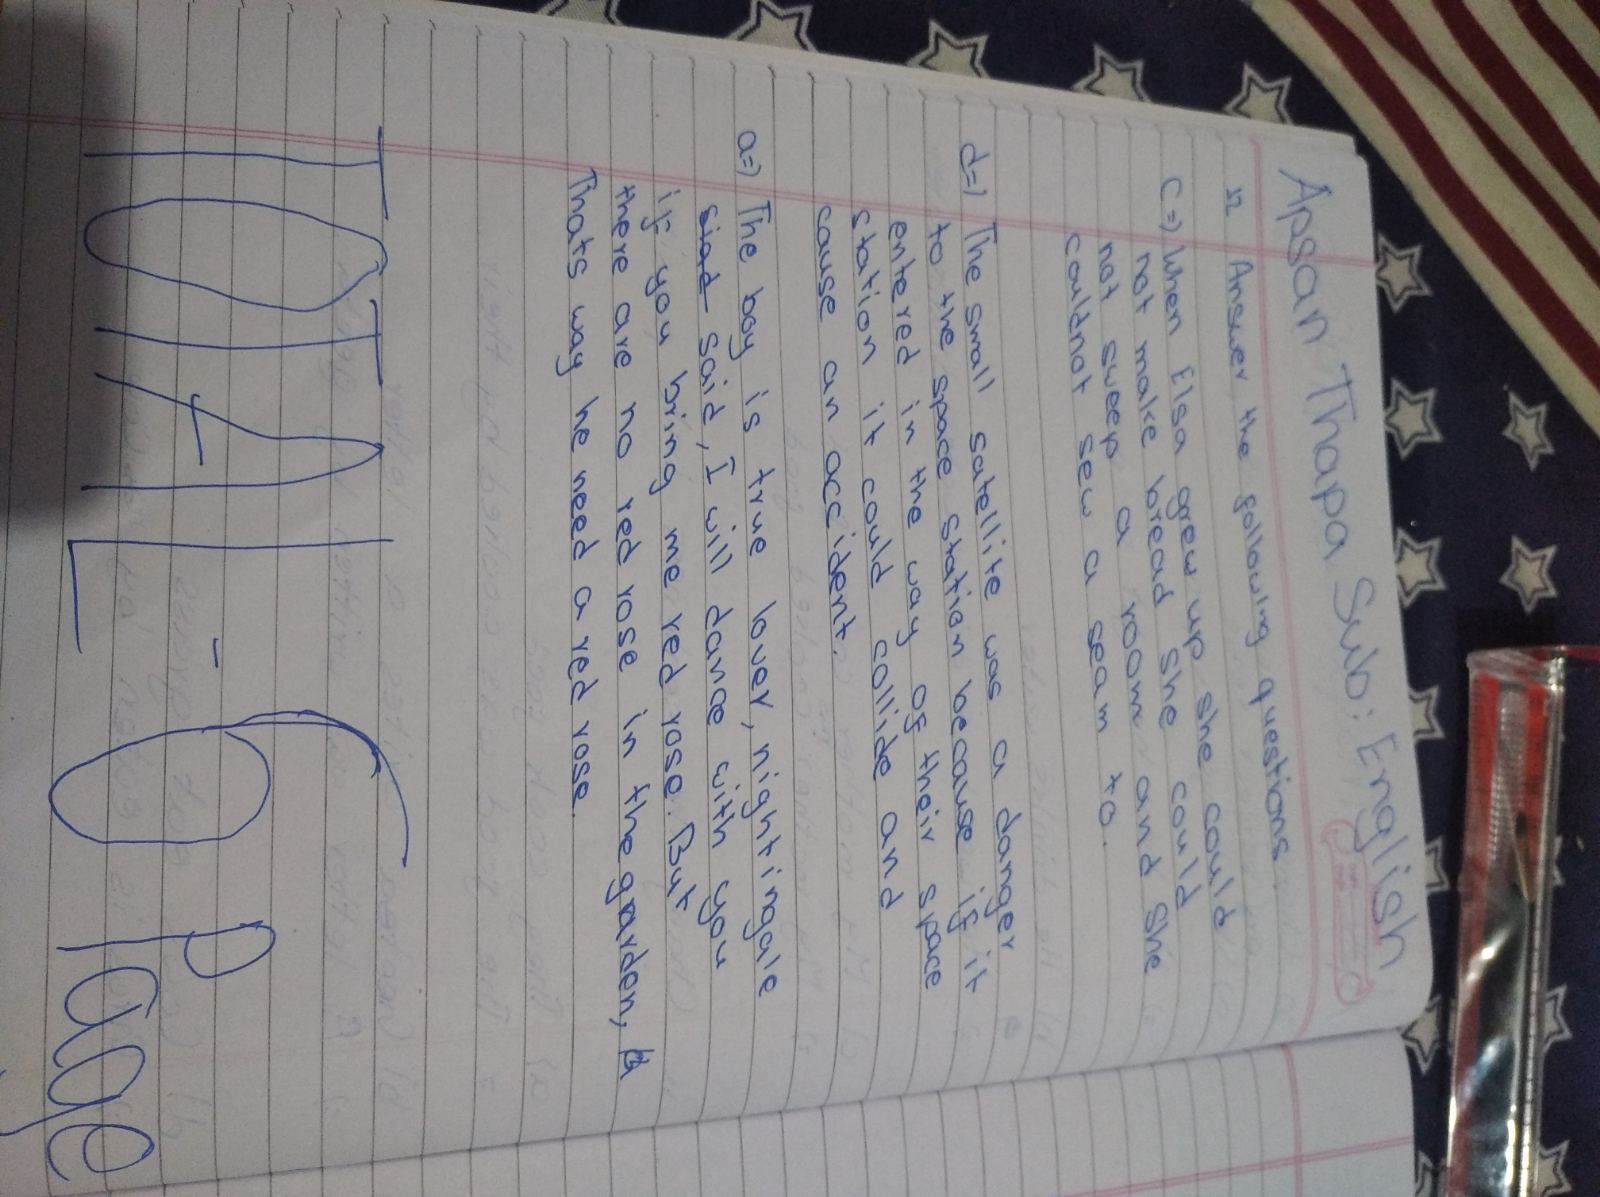 Apsan Thapa Sub: English
Answer the following questions.
c=) When Elsa grew up she could
not make bread she could
not sweep a room and she
couldnot sew a seam to.
d=) The small satellite was a danger
to the space station because if it
entered in the way of their space
station it could collide and
cause an accident.
a=) The boy is true lover, nightingale
said, I will dance with you
if you bring me red rose. But
there are no red rose in the garden,
Thats way he need a red rose.
TOTAL - 6 Page